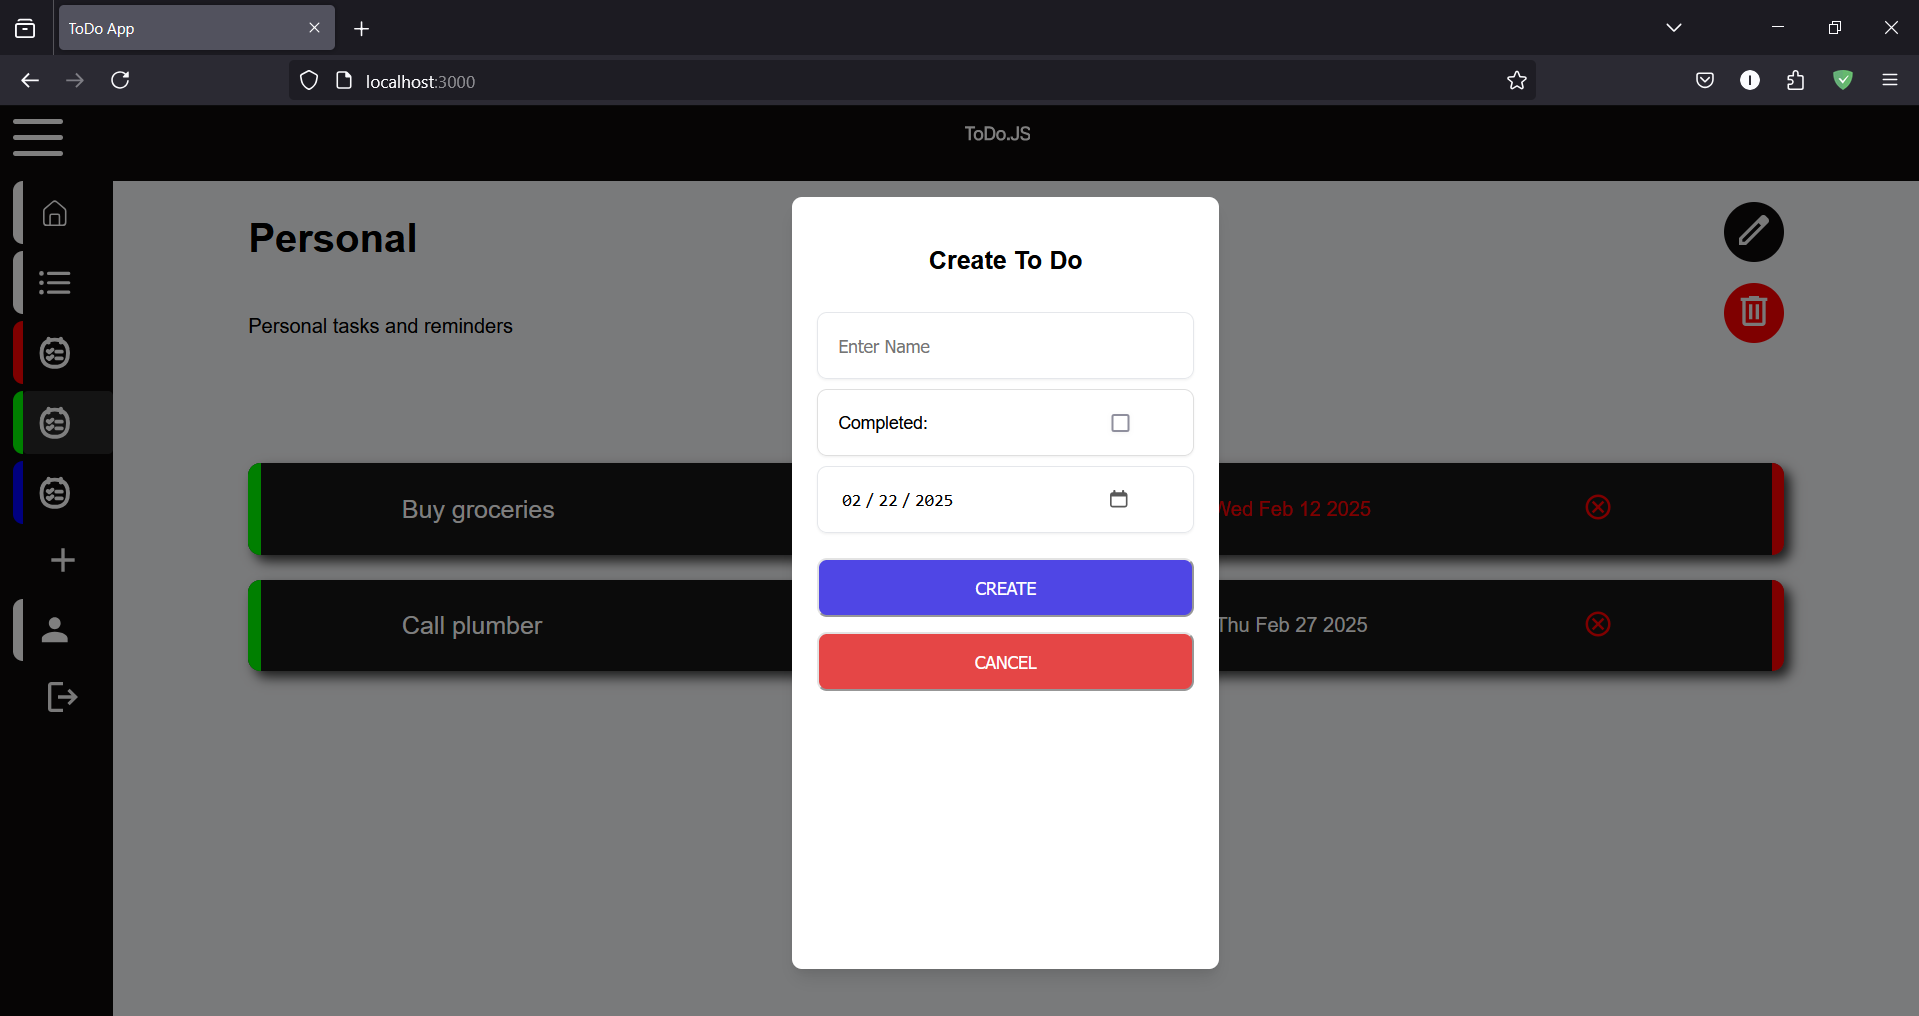 ToDo App
localhost:3000
ToDo.JS
Personal
Personal tasks and reminders
Create To Do
Enter Name
Completed:
02 / 22 / 2025
CREATE
CANCEL
Buy groceries
Wed Feb 12 2025
Call plumber
Thu Feb 27 2025